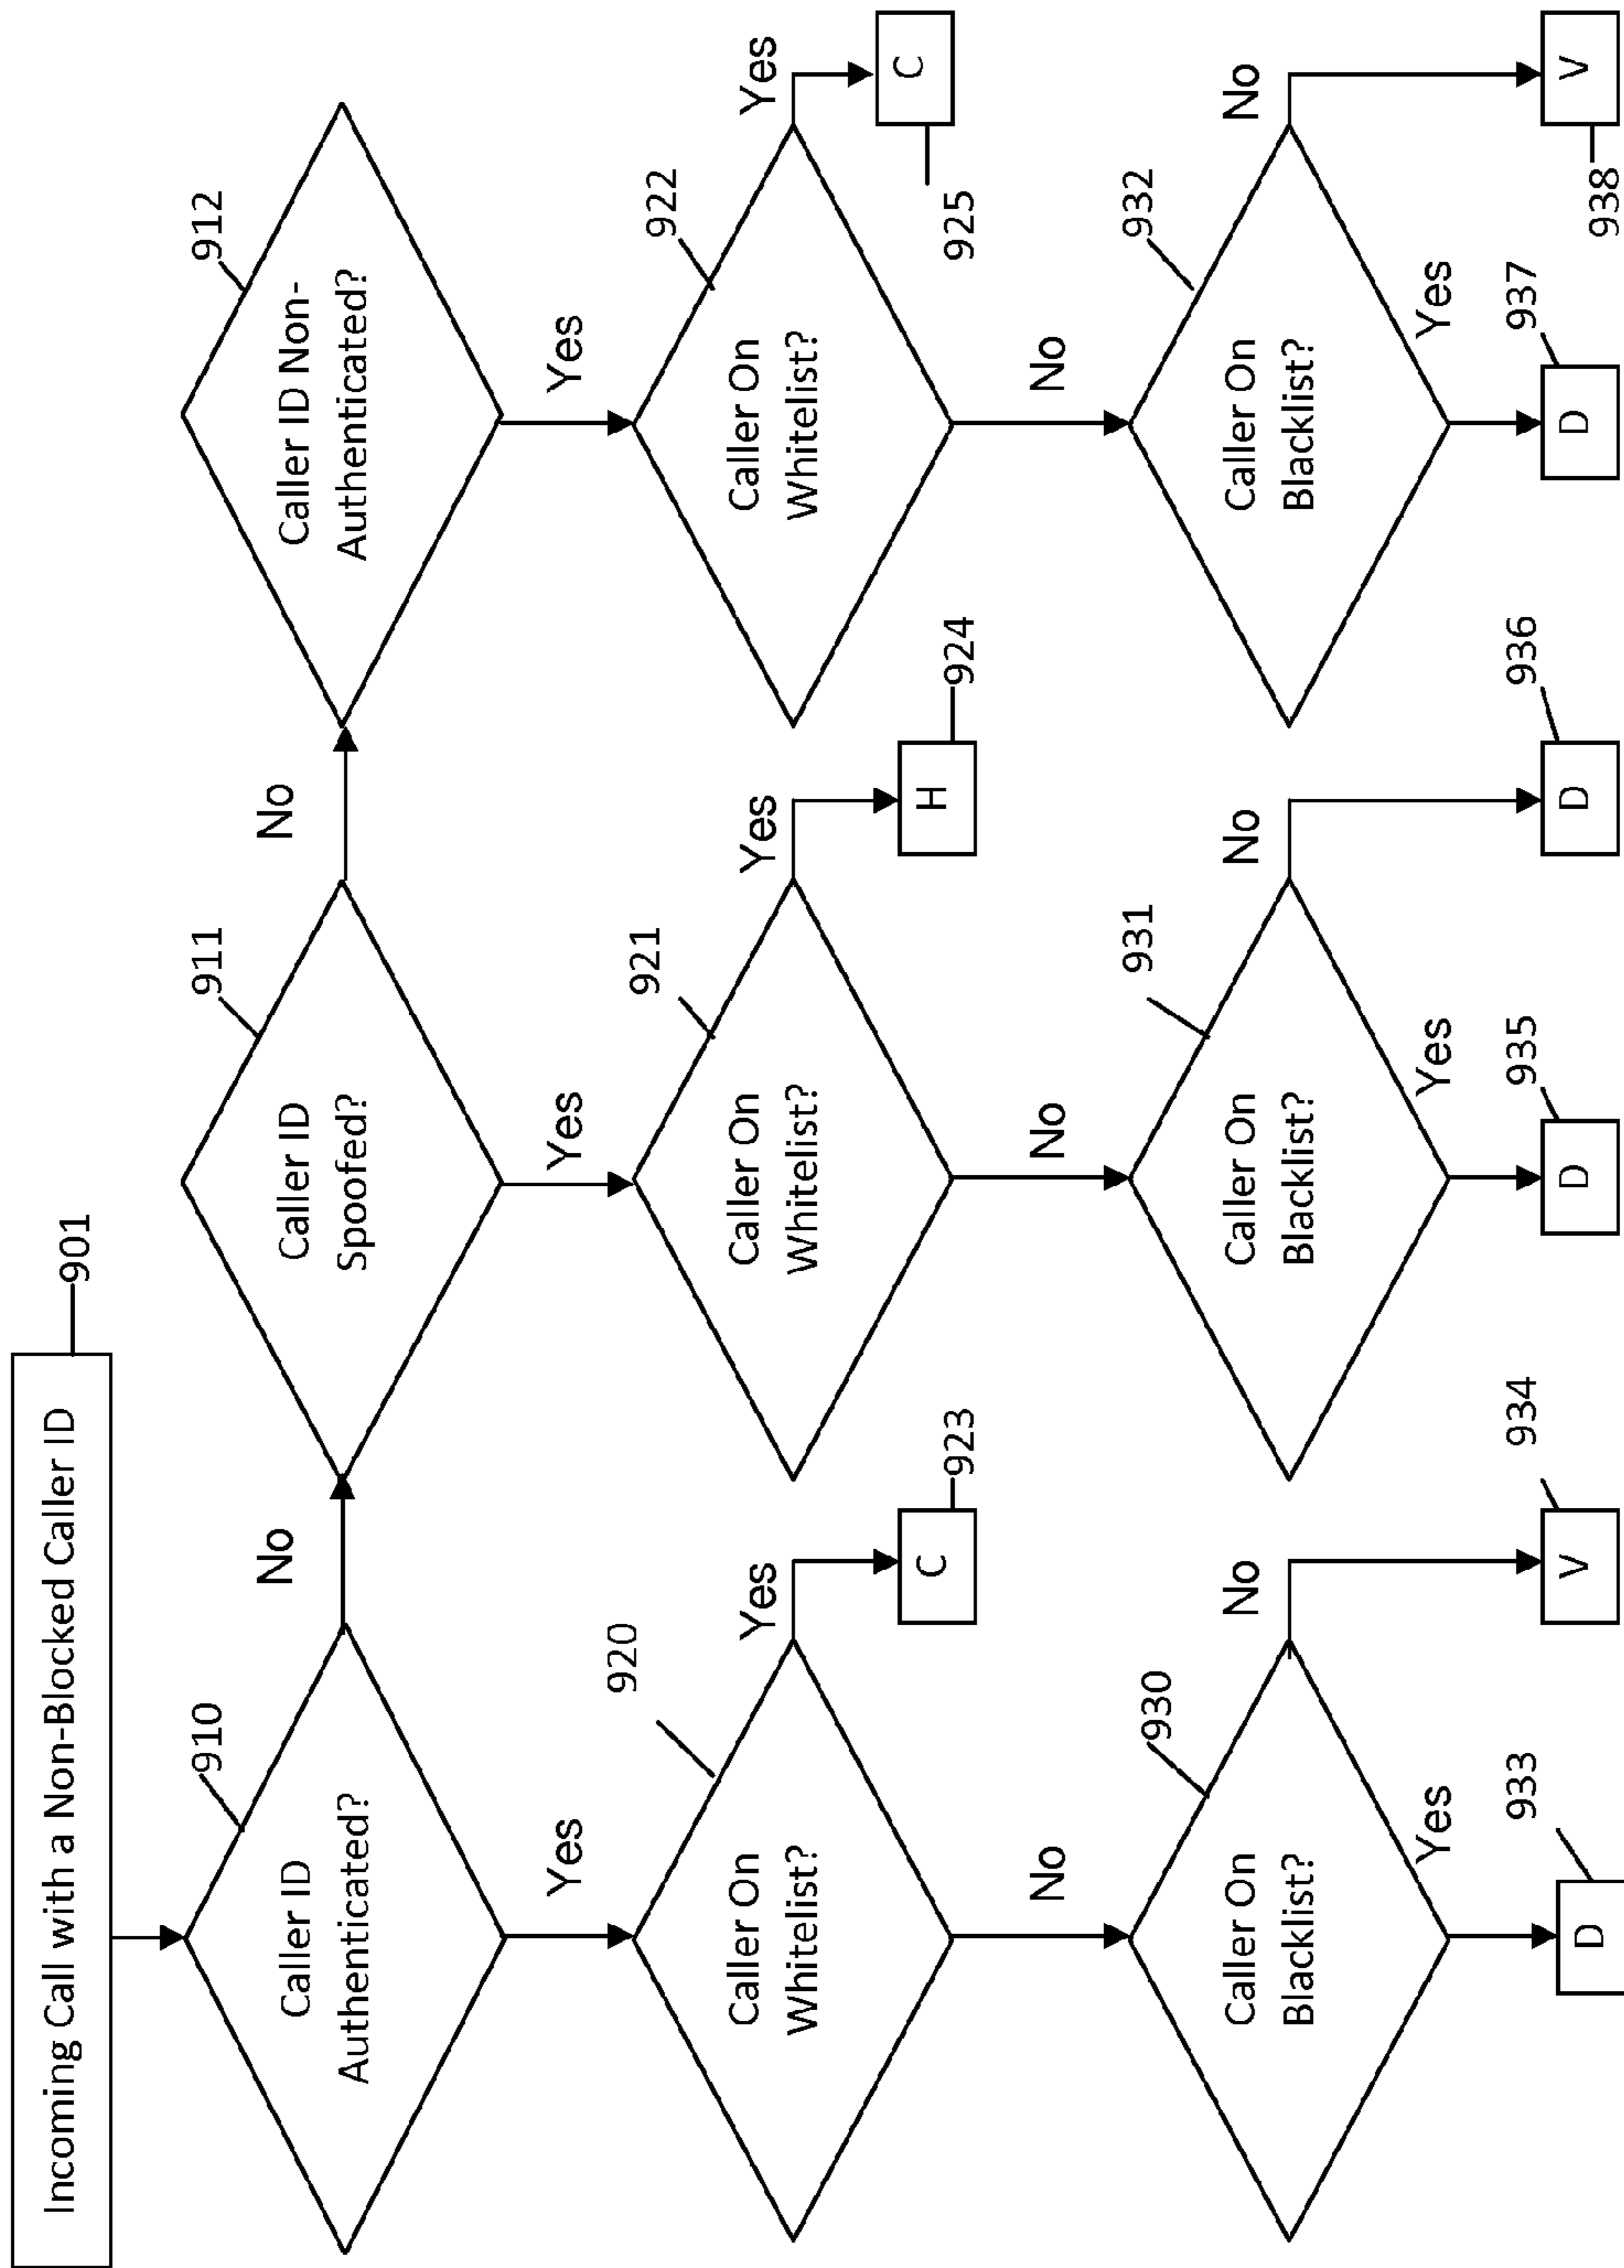 Incoming Call with a Non-Blocked Caller ID
901
910
Caller ID
Authenticated?
No
911
Caller ID
Spoofed?
No
912
Caller ID Non-
Authenticated?
Yes
Yes
Yes
920
Caller On
Whitelist?
Yes
C
923
921
Caller On
Whitelist?
Yes
H
924
922
Caller On
Whitelist?
Yes
C
925
No
No
No
930
Caller On
Blacklist?
No
931
Caller On
Blacklist?
No
932
Caller On
Blacklist?
No
Yes
933
D
934
V
Yes
935
D
936
D
Yes
937
D
938
V